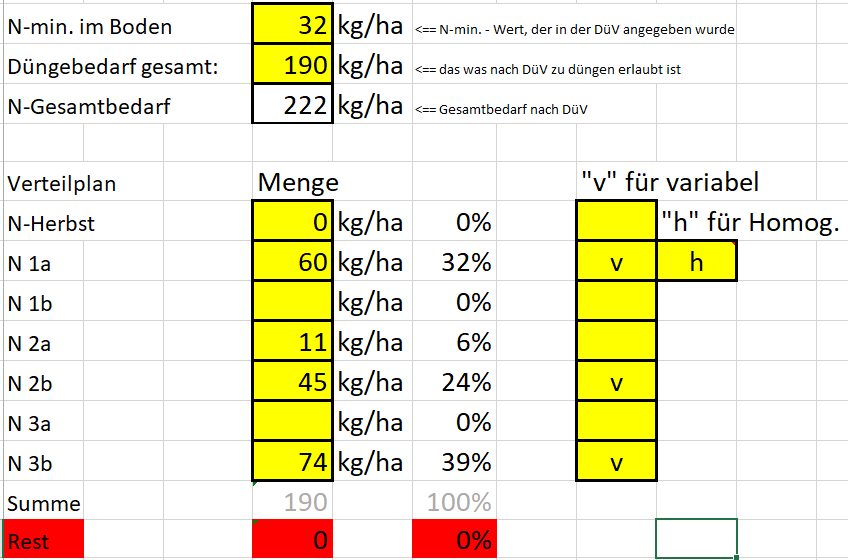 N-min. im Boden 32 kg/ha <== N-min. - Wert, der in der DüV angegeben wurde
Düngebedarf gesamt: 190 kg/ha <== das was nach DüV zu düngen erlaubt ist
N-Gesamtbedarf 222 kg/ha <== Gesamtbedarf nach DüV
Verteilplan Menge "v" für variabel
N-Herbst 0 kg/ha 0% "h" für Homog.
N 1a 60 kg/ha 32% v h
N 1b kg/ha 0%
N 2a 11 kg/ha 6%
N 2b 45 kg/ha 24% v
N 3a kg/ha 0%
N 3b 74 kg/ha 39% v
Summe 190 100%
Rest 0 0%